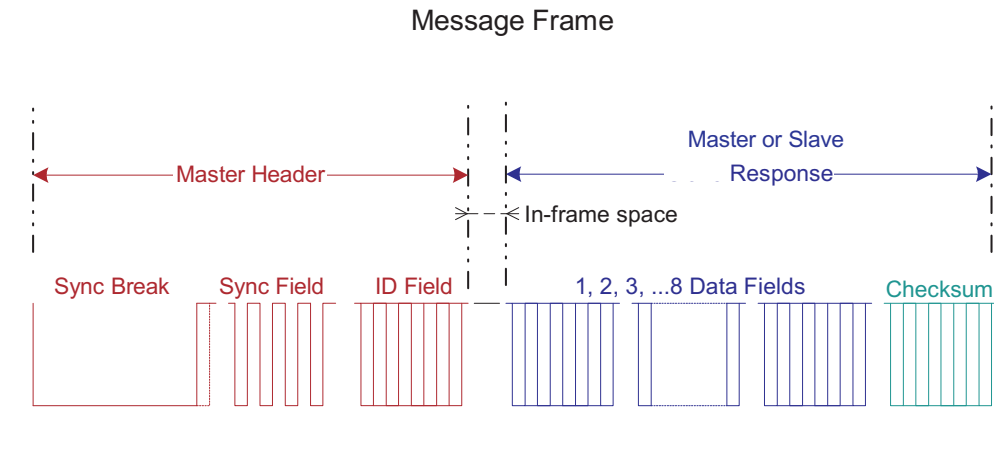 Message Frame
Master or Slave
Master Header
Response
In-frame space
Sync Break
Sync Field
ID Field
1, 2, 3, ...8 Data Fields
Checksum